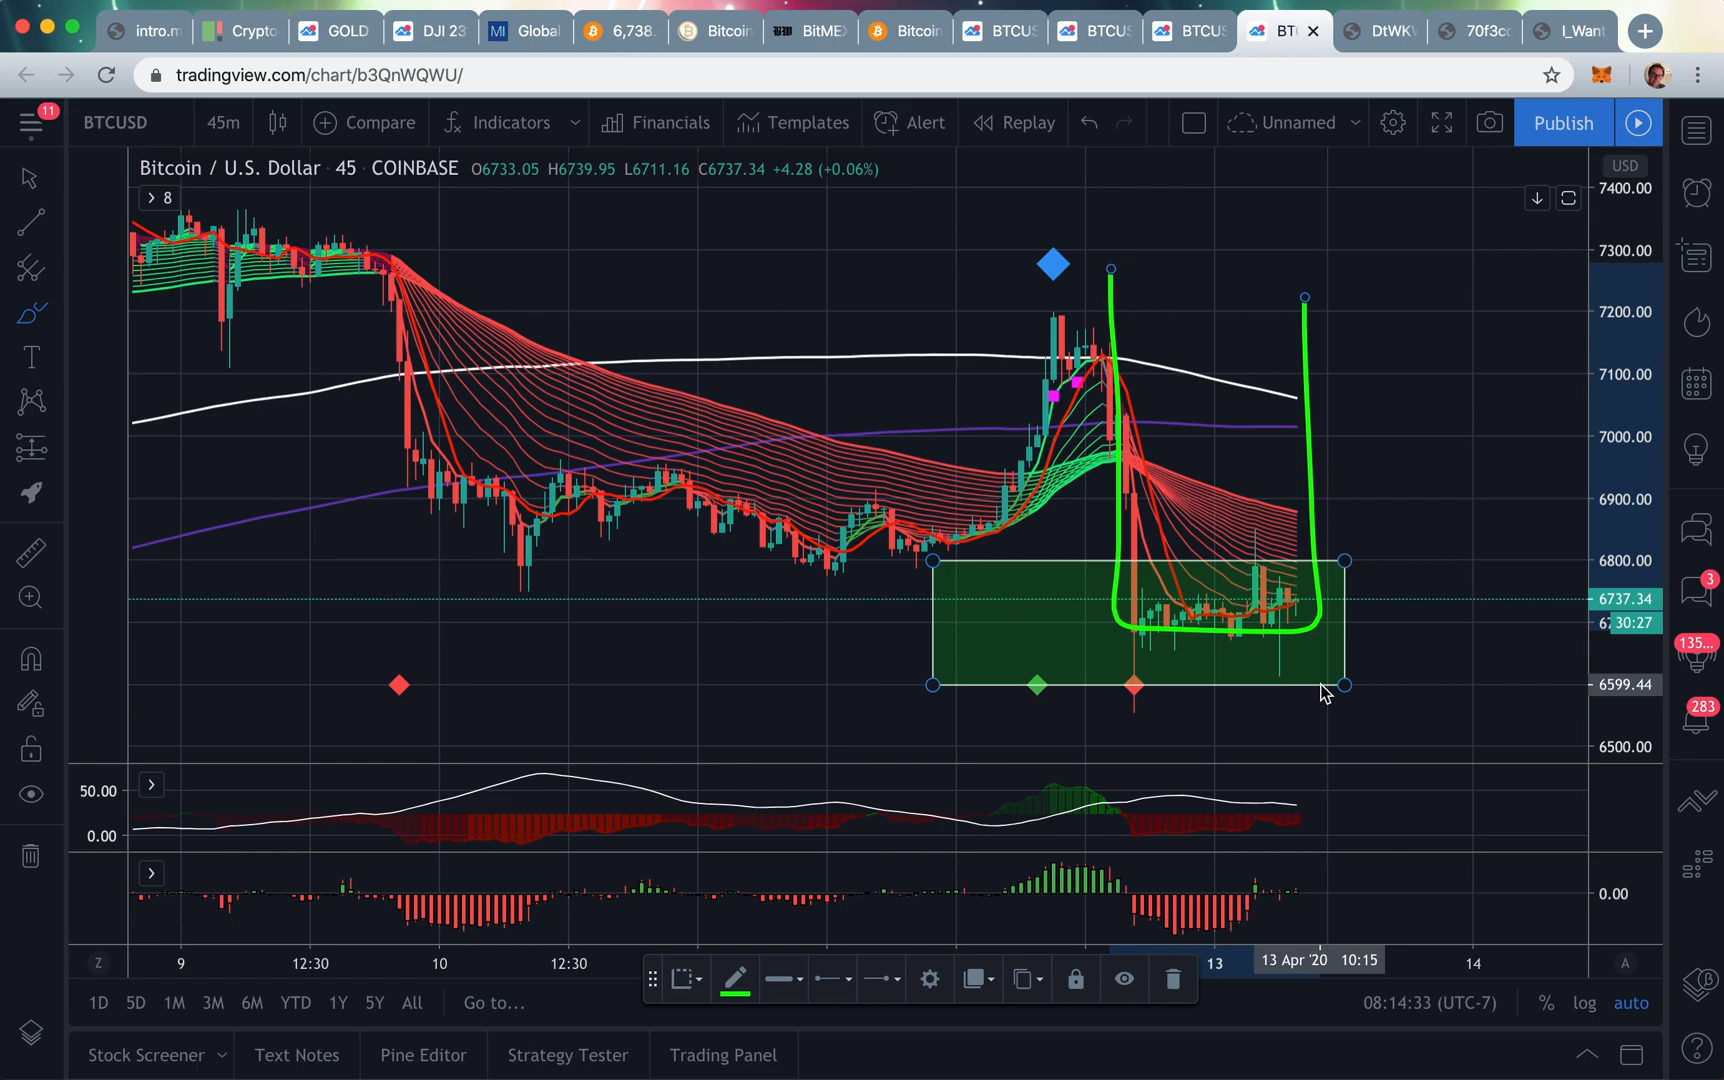 intro.m
Crypto
GOLD
DJI 23
MI Global
6,738.
Bitcoin
BitME
Bitcoin
BTCUS
BTCUS
BTCUS
BT
DtWK
70f3cc
I_Want
tradingview.com/chart/b3QnWQWU/
11
BTCUSD
45m
Compare
Indicators
Financials
Templates
Alert
Replay
Unnamed
Publish
Bitcoin / U.S. Dollar · 45 · COINBASE O6733.05 H6739.95 L6711.16 C6737.34 +4.28 (+0.06%)
8
USD
7400.00
7300.00
7200.00
7100.00
7000.00
6900.00
6800.00
6737.34
30:27
6599.44
6500.00
3
135...
283
50.00
0.00
0.00
Z
9
12:30
10
12:30
13
13 Apr '20 10:15
14
A
1D 5D 1M 3M 6M YTD 1Y 5Y All
Go to...
08:14:33 (UTC-7)
%
log
auto
Stock Screener
Text Notes
Pine Editor
Strategy Tester
Trading Panel